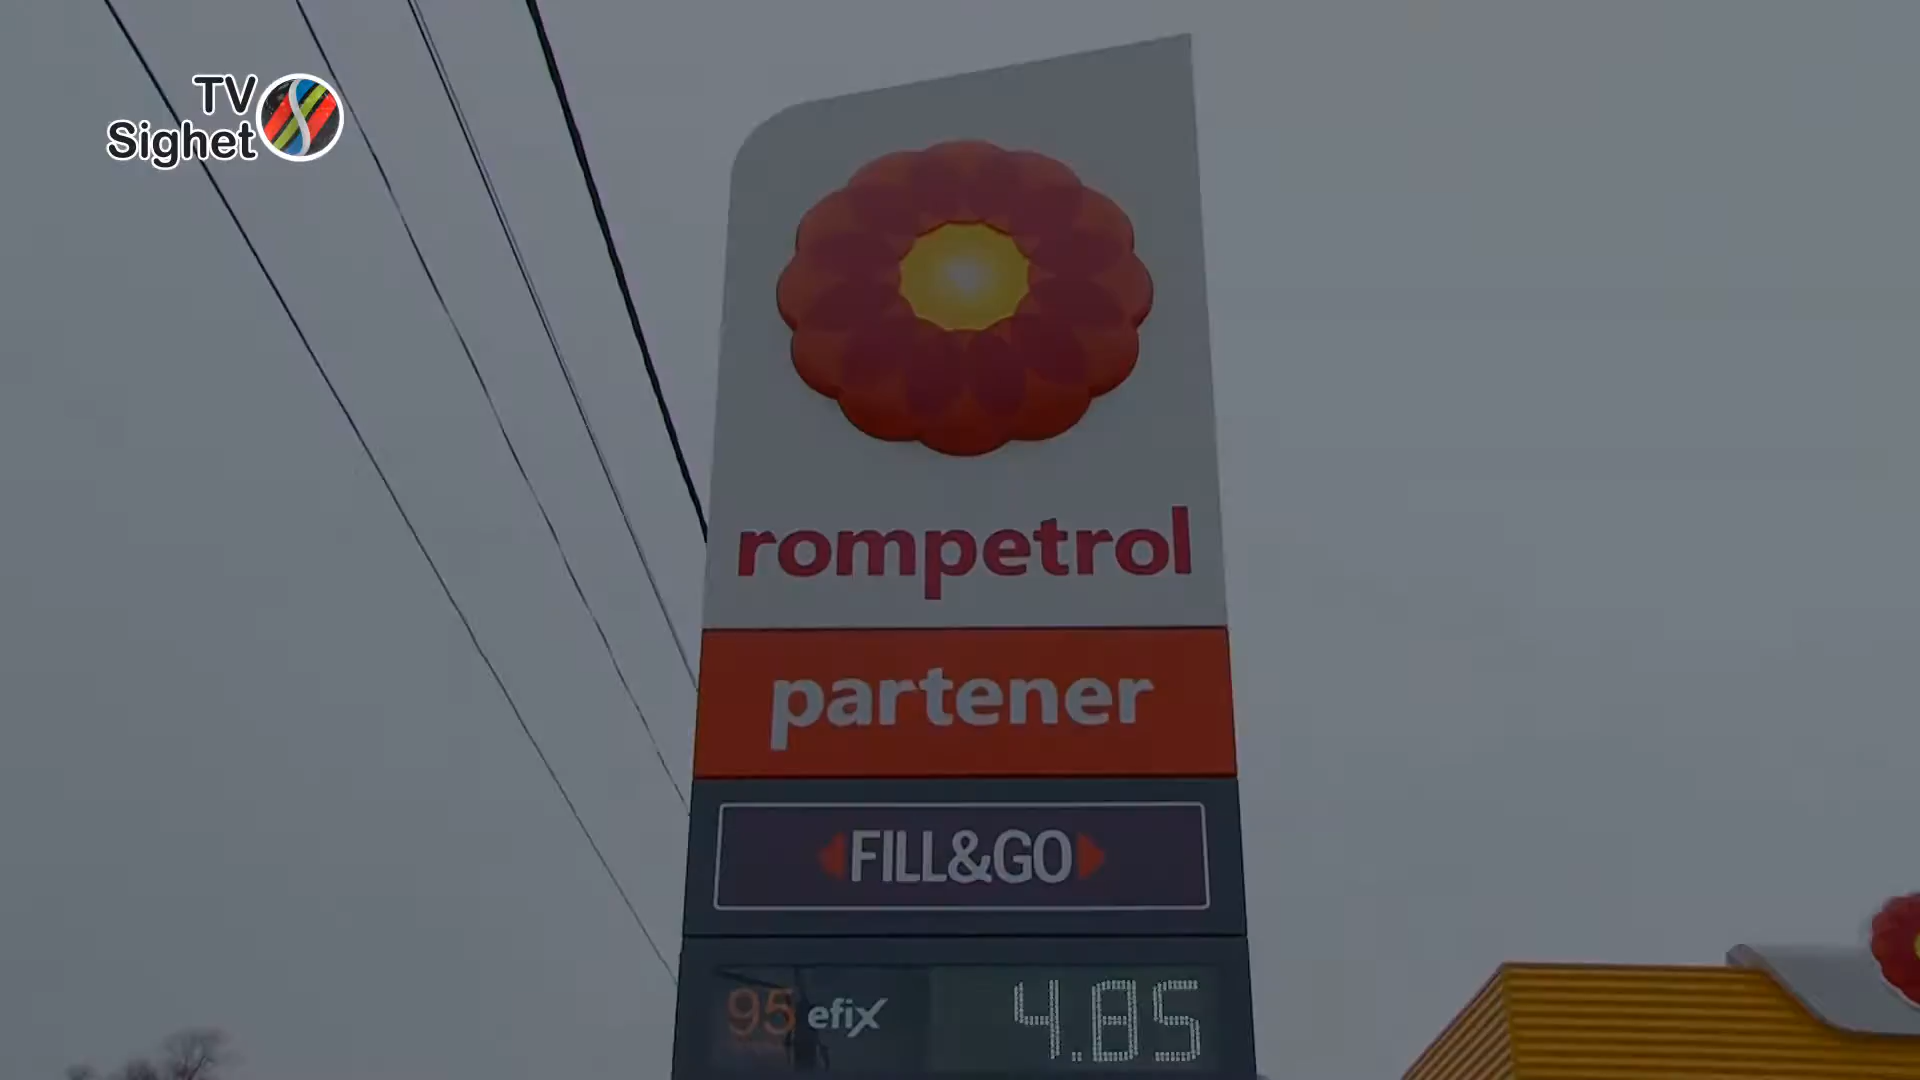 TV
Sighet
rompetrol
partener
FILL&GO
95 efix 4.85